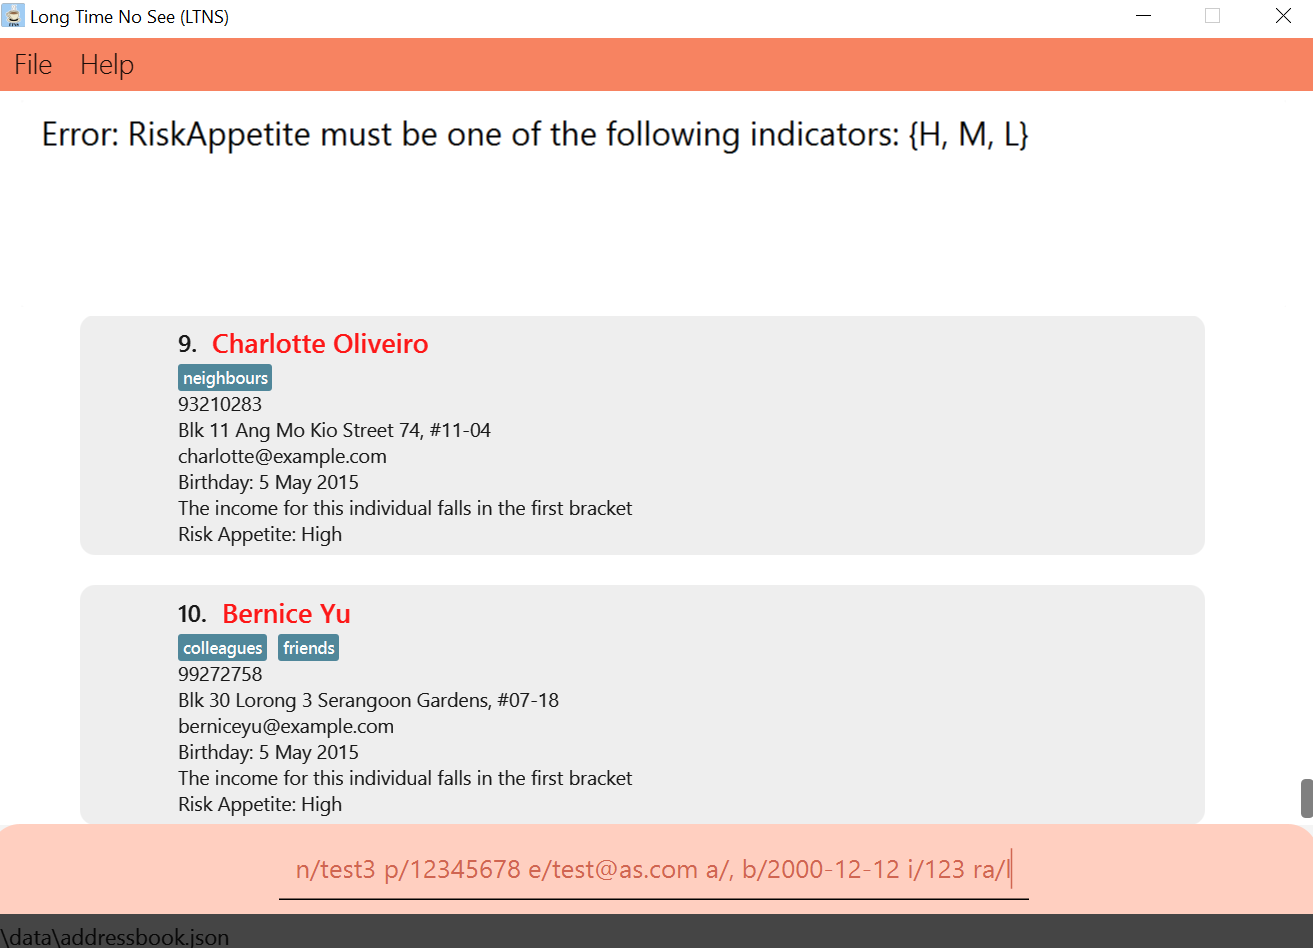 Long Time No See (LTNS)
File Help
Error: RiskAppetite must be one of the following indicators: {H, M, L}
9. Charlotte Oliveiro
neighbours
93210283
Blk 11 Ang Mo Kio Street 74, #11-04
charlotte@example.com
Birthday: 5 May 2015
The income for this individual falls in the first bracket
Risk Appetite: High
10. Bernice Yu
colleagues friends
99272758
Blk 30 Lorong 3 Serangoon Gardens, #07-18
berniceyu@example.com
Birthday: 5 May 2015
The income for this individual falls in the first bracket
Risk Appetite: High
n/test3 p/12345678 e/test@as.com a/, b/2000-12-12 i/123 ra/l
\data\addressbook.json